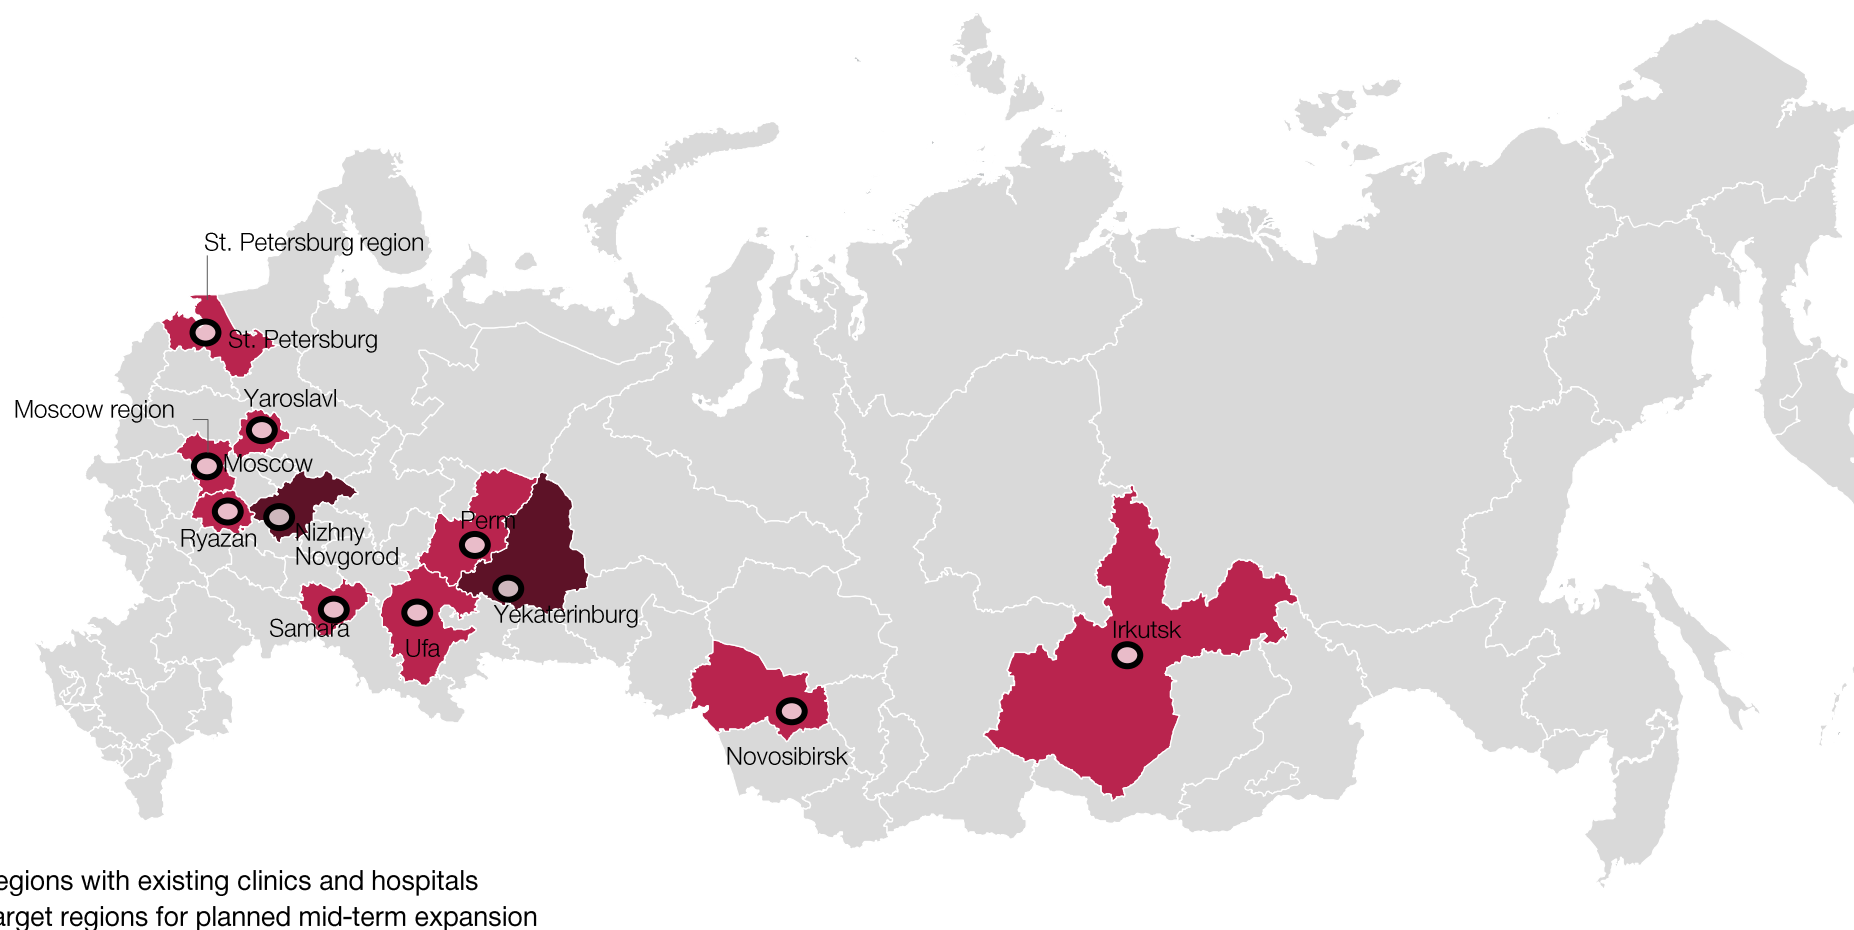 St. Petersburg region
St. Petersburg
Yaroslavl
Moscow region
Moscow
Ryazan
Nizhny
Novgorod
Perm
Yekaterinburg
Samara
Ufa
Irkutsk
Novosibirsk
egions with existing clinics and hospitals
arget regions for planned mid-term expansion